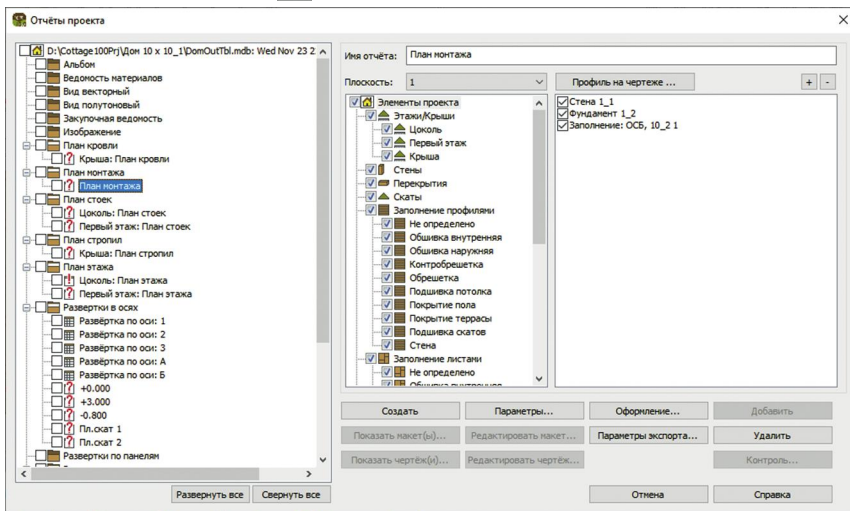 Отчёты проекта
D:\Cottage100Prj\Дом 10 x 10_1\DomOutTbl.mdb: Wed Nov 23 2
Альбом
Ведомость материалов
Вид векторный
Вид полутоновый
Закупочная ведомость
Изображение
План кровли
Крыша: План кровли
План монтажа
План монтажа
План стоек
Цоколь: План стоек
Первый этаж: План стоек
План стропил
Крыша: План стропил
План этажа
Цоколь: План этажа
Первый этаж: План этажа
Развертки в осях
Развёртка по оси: 1
Развёртка по оси: 2
Развёртка по оси: 3
Развёртка по оси: А
Развёртка по оси: Б
+0.000
+3.000
-0.800
Пл.скат 1
Пл.скат 2
Развертки по панелям
Развернуть все
Свернуть все
Имя отчёта:
План монтажа
Плоскость:
1
Профиль на чертеже ...
+
-
Элементы проекта
Этажи/Крыши
Цоколь
Первый этаж
Крыша
Стены
Перекрытия
Скаты
Заполнение профилями
Не определено
Обшивка внутренняя
Обшивка наружняя
Контробрешетка
Обрешетка
Подшивка потолка
Покрытие пола
Покрытие террасы
Подшивка скатов
Стена
Заполнение листами
Не определено
Обшивка внутренняя
Стена 1_1
Фундамент 1_2
Заполнение: ОСБ, 10_2 1
Создать
Параметры...
Оформление...
Добавить
Показать макет(ы)...
Редактировать макет...
Параметры экспорта...
Удалить
Показать чертёж(и)...
Редактировать чертёж...
Контроль...
Отмена
Справка